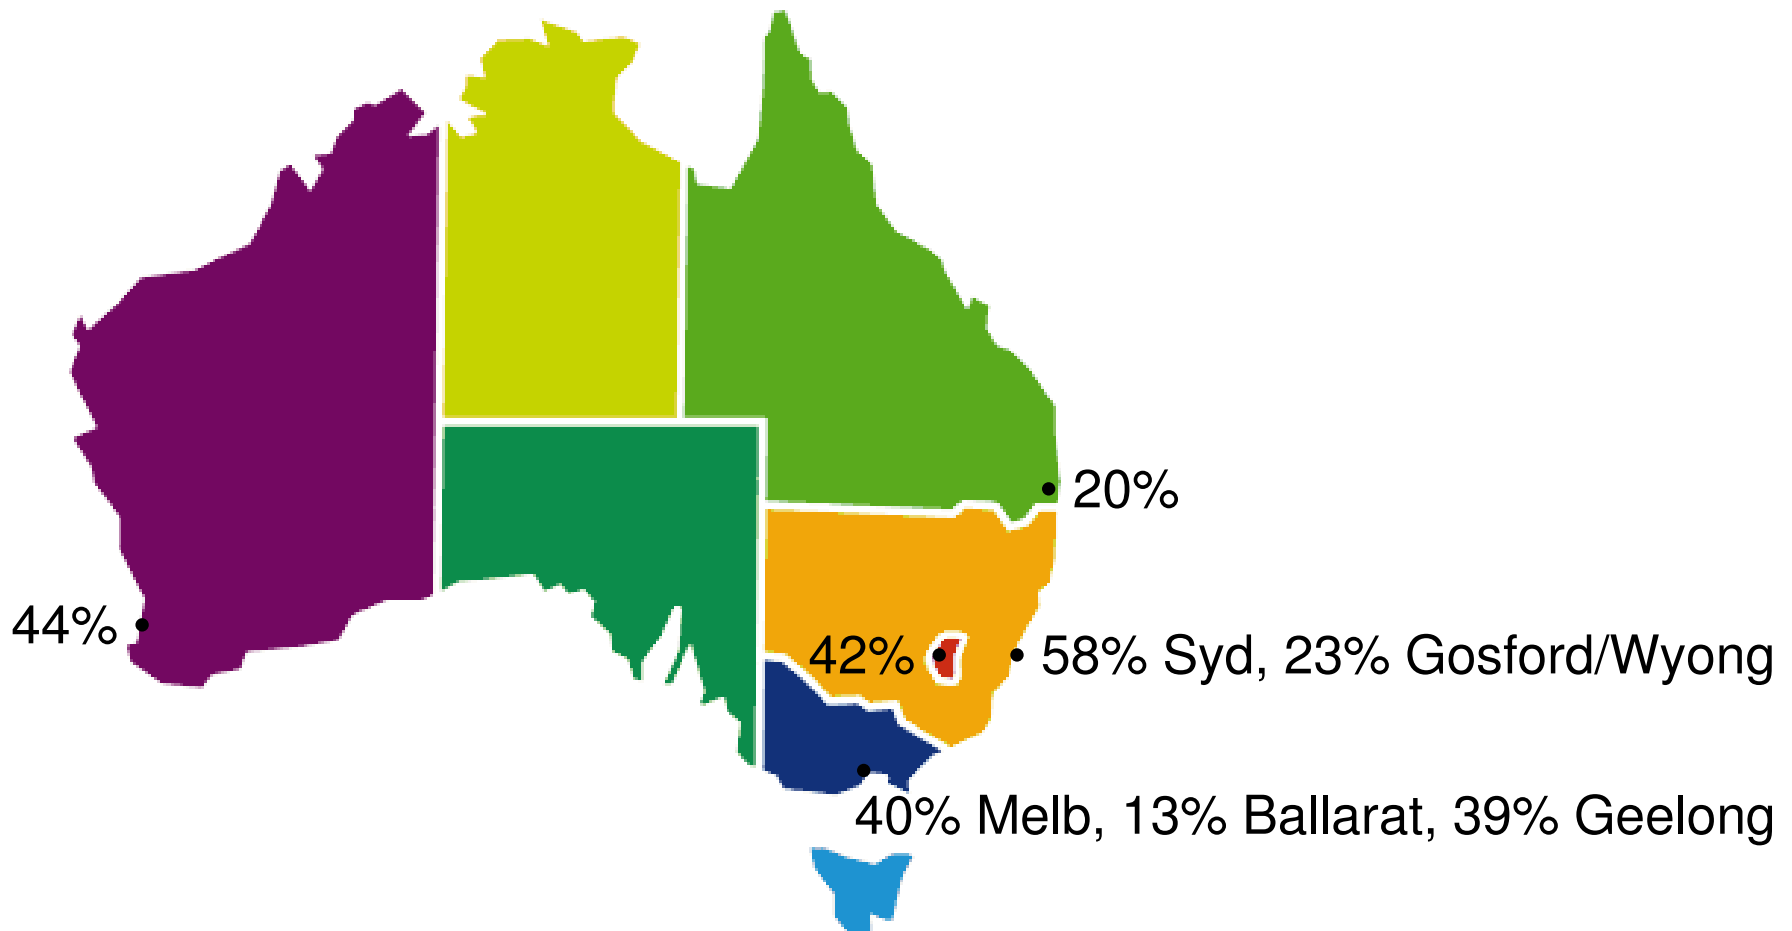 20%
44%
42%
58% Syd, 23% Gosford/Wyong
40% Melb, 13% Ballarat, 39% Geelong